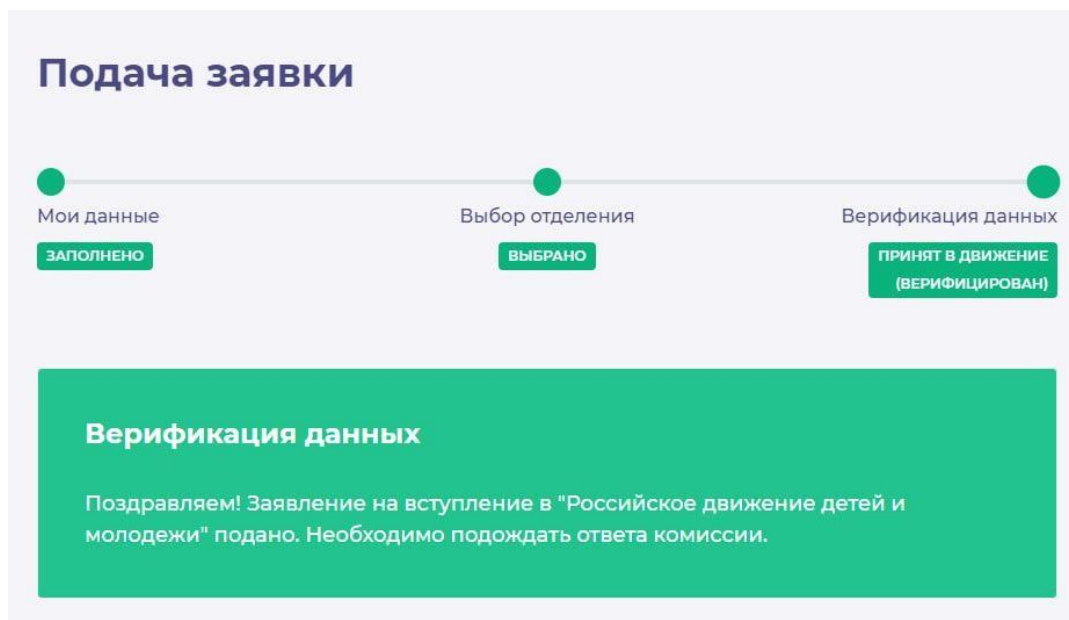 Подача заявки
Мои данные
Выбор отделения
Верификация данных
ЗАПОЛНЕНО
ВЫБРАНО
ПРИНЯТ В ДВИЖЕНИЕ
(ВЕРИФИЦИРОВАН)
Верификация данных
Поздравляем! Заявление на вступление в "Российское движение детей и
молодежи" подано. Необходимо подождать ответа комиссии.